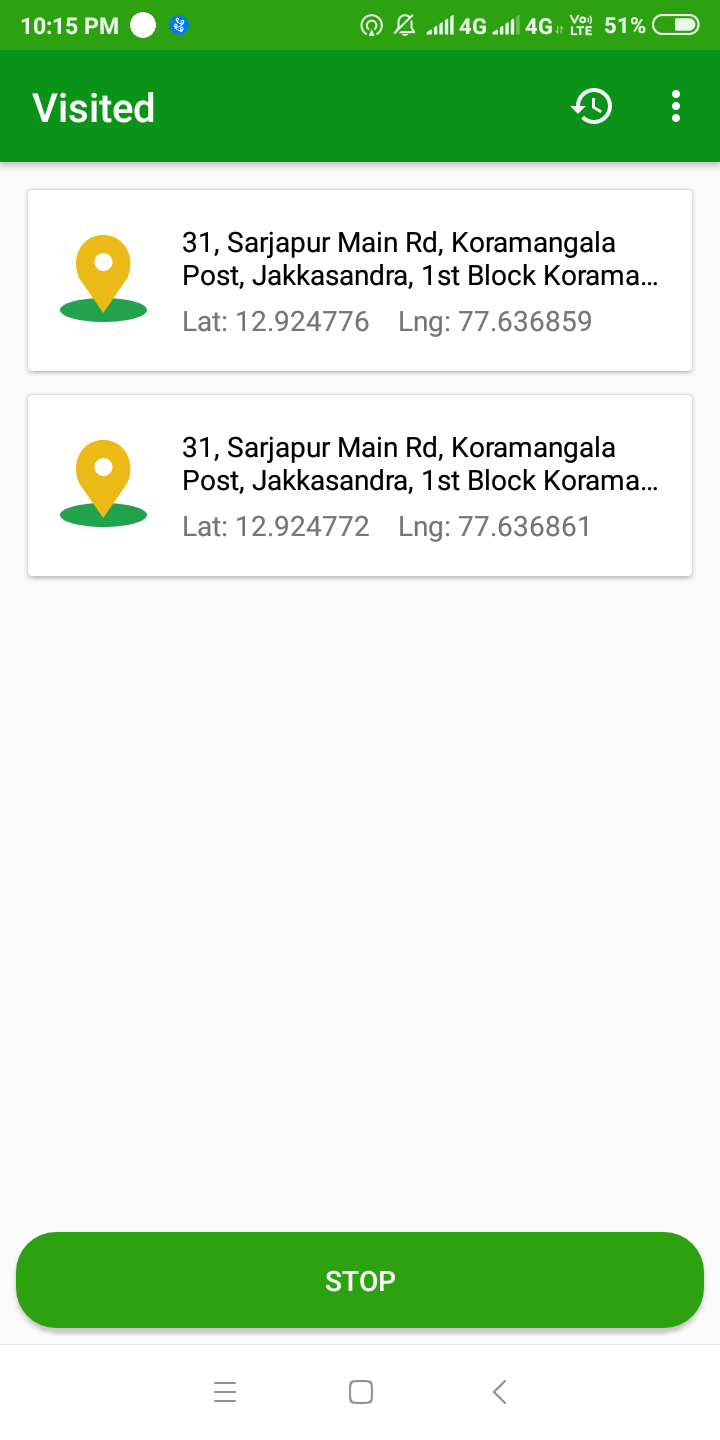 10:15 PM 4G 4G Vo) LTE 51%
Visited
31, Sarjapur Main Rd, Koramangala
Post, Jakkasandra, 1st Block Korama...
Lat: 12.924776 Lng: 77.636859
31, Sarjapur Main Rd, Koramangala
Post, Jakkasandra, 1st Block Korama...
Lat: 12.924772 Lng: 77.636861
STOP